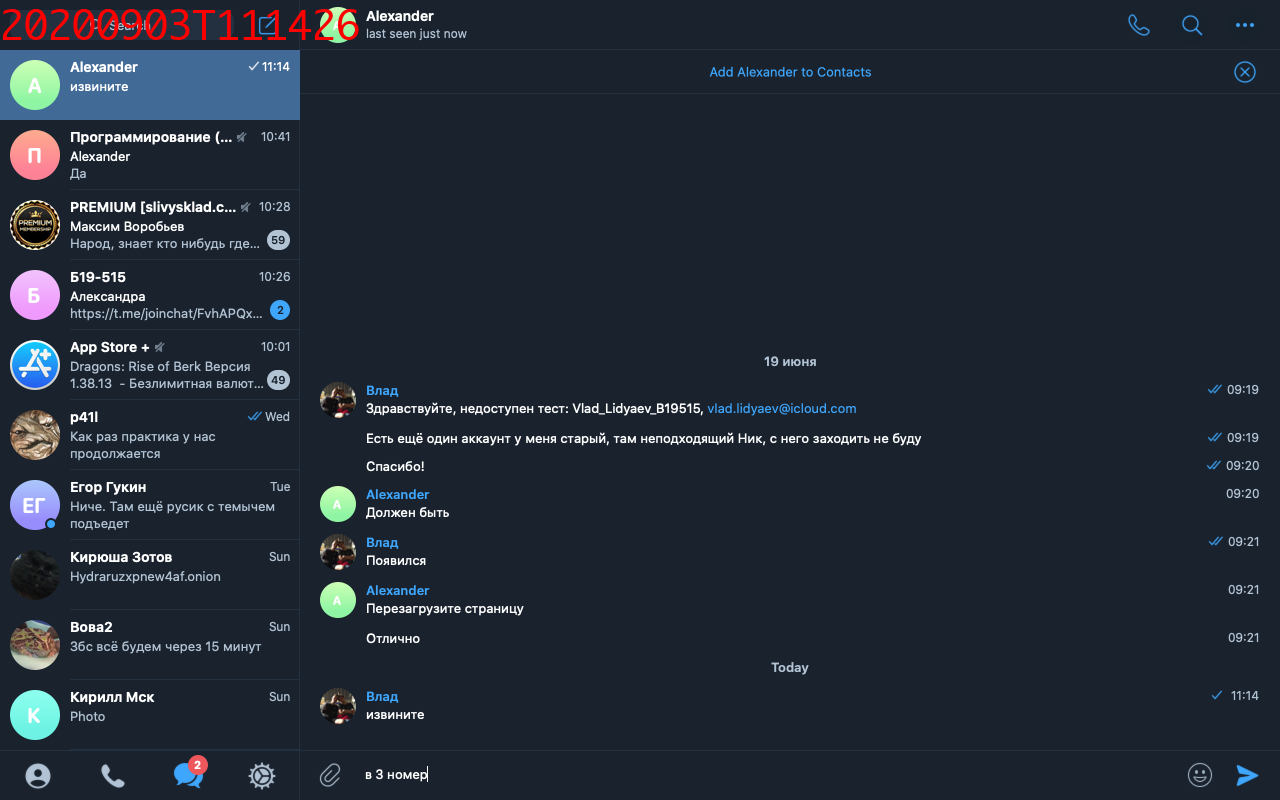 20200903T111426
Search
Alexander
11:14
извините
Программирование (...
10:41
Alexander
Да
PREMIUM [slivysklad.c...
10:28
Максим Воробьев
Народ, знает кто нибудь где...
59
Б19-515
10:26
Александра
https://t.me/joinchat/FvhAPQx...
2
App Store +
10:01
Dragons: Rise of Berk Версия
1.38.13 - Безлимитная валют...
49
p41l
Wed
Как раз практика у нас
продолжается
Егор Гукин
Tue
Ниче. Там ещё русик с темычем
подъедет
Кирюша Зотов
Sun
Hydraruzxpnew4af.onion
Вова2
Sun
Збс всё будем через 15 минут
Кирилл Мск
Sun
Photo
2
A
П
PREMIUM
MEMBERSHIP
Б
ЕГ
К
Alexander
last seen just now
Add Alexander to Contacts
19 июня
Влад
09:19
Здравствуйте, недоступен тест: Vlad_Lidyaev_B19515, vlad.lidyaev@icloud.com
Есть ещё один аккаунт у меня старый, там неподходящий Ник, с него заходить не буду
09:19
Спасибо!
09:20
A
Alexander
09:20
Должен быть
Влад
09:21
Появился
A
Alexander
09:21
Перезагрузите страницу
Отлично
09:21
Today
Влад
11:14
извините
в 3 номер